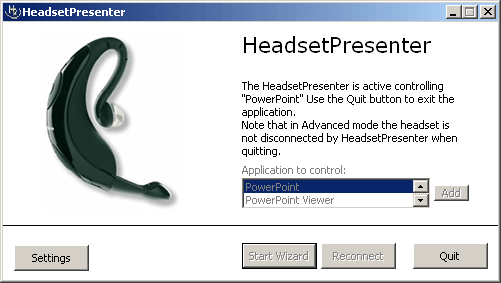 HeadsetPresenter
HeadsetPresenter
The HeadsetPresenter is active controlling
"PowerPoint" Use the Quit button to exit the
application.
Note that in Advanced mode the headset is
not disconnected by HeadsetPresenter when
quitting.
Application to control:
PowerPoint
PowerPoint Viewer
Add
Settings
Start Wizard
Reconnect
Quit